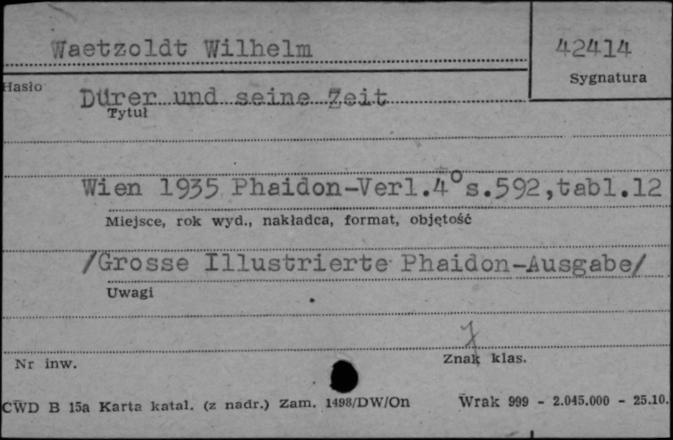 Waetzoldt Wilhelm 42414
Hasło Sygnatura
Dürer und seine Zeit
Tytuł
Wien 1935 Phaidon-Verl.4° s.592,tabl.12
Miejsce, rok wyd., nakładca, format, objętość
/Grosse Illustrierte Phaidon-Ausgabe/
Uwagi
Nr inw. Znak klas.
CWD B 15a Karta katal. (z nadr.) Zam. 1498/DW/On Wrak 999 - 2.045.000 - 25.10.